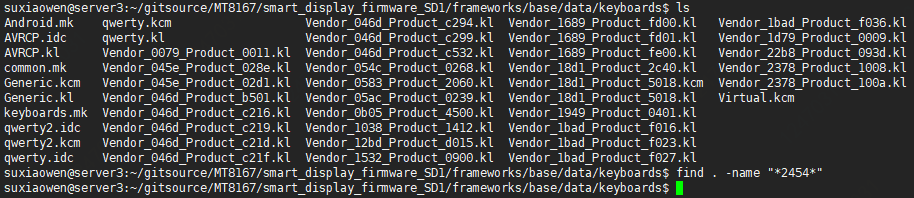 suxiaowen@server3:~/gitsource/MT8167/smart_display_firmware_SD1/frameworks/base/data/keyboards$ ls
Android.mk    qwerty.kcm                   Vendor_046d_Product_c294.kl  Vendor_1689_Product_fd00.kl   Vendor_1bad_Product_f036.kl
AVRCP.idc     qwerty.kl                    Vendor_046d_Product_c299.kl  Vendor_1689_Product_fd01.kl   Vendor_1d79_Product_0009.kl
AVRCP.kl      Vendor_0079_Product_0011.kl  Vendor_046d_Product_c532.kl  Vendor_1689_Product_fe00.kl   Vendor_22b8_Product_093d.kl
common.mk     Vendor_045e_Product_028e.kl  Vendor_054c_Product_0268.kl  Vendor_18d1_Product_2c40.kl   Vendor_2378_Product_1008.kl
Generic.kcm   Vendor_045e_Product_02d1.kl  Vendor_0583_Product_2060.kl  Vendor_18d1_Product_5018.kcm  Vendor_2378_Product_100a.kl
Generic.kl    Vendor_046d_Product_b501.kl  Vendor_05ac_Product_0239.kl  Vendor_18d1_Product_5018.kl   Virtual.kcm
keyboards.mk  Vendor_046d_Product_c216.kl  Vendor_0b05_Product_4500.kl  Vendor_1949_Product_0401.kl
qwerty2.idc   Vendor_046d_Product_c219.kl  Vendor_1038_Product_1412.kl  Vendor_1bad_Product_f016.kl
qwerty2.kcm   Vendor_046d_Product_c21d.kl  Vendor_12bd_Product_d015.kl  Vendor_1bad_Product_f023.kl
qwerty.idc    Vendor_046d_Product_c21f.kl  Vendor_1532_Product_0900.kl  Vendor_1bad_Product_f027.kl
suxiaowen@server3:~/gitsource/MT8167/smart_display_firmware_SD1/frameworks/base/data/keyboards$ find . -name "*2454*"
suxiaowen@server3:~/gitsource/MT8167/smart_display_firmware_SD1/frameworks/base/data/keyboards$